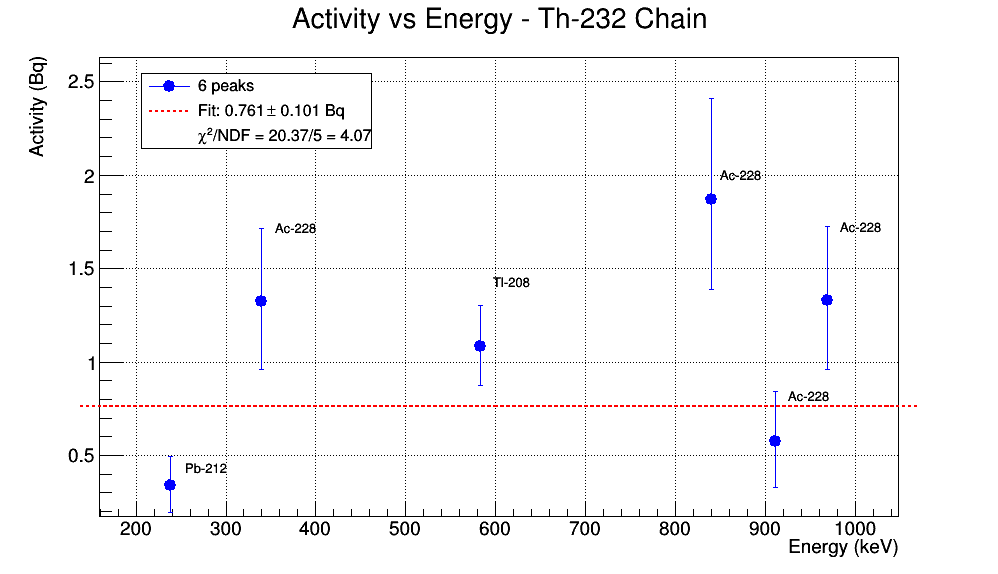 Activity vs Energy - Th-232 Chain
Activity (Bq)
2.5
2
1.5
1
0.5
6 peaks
Fit: 0.761 ± 0.101 Bq
χ²/NDF = 20.37/5 = 4.07
Ac-228
Ac-228
Ac-228
Tl-208
Ac-228
Pb-212
200 300 400 500 600 700 800 900 1000
Energy (keV)